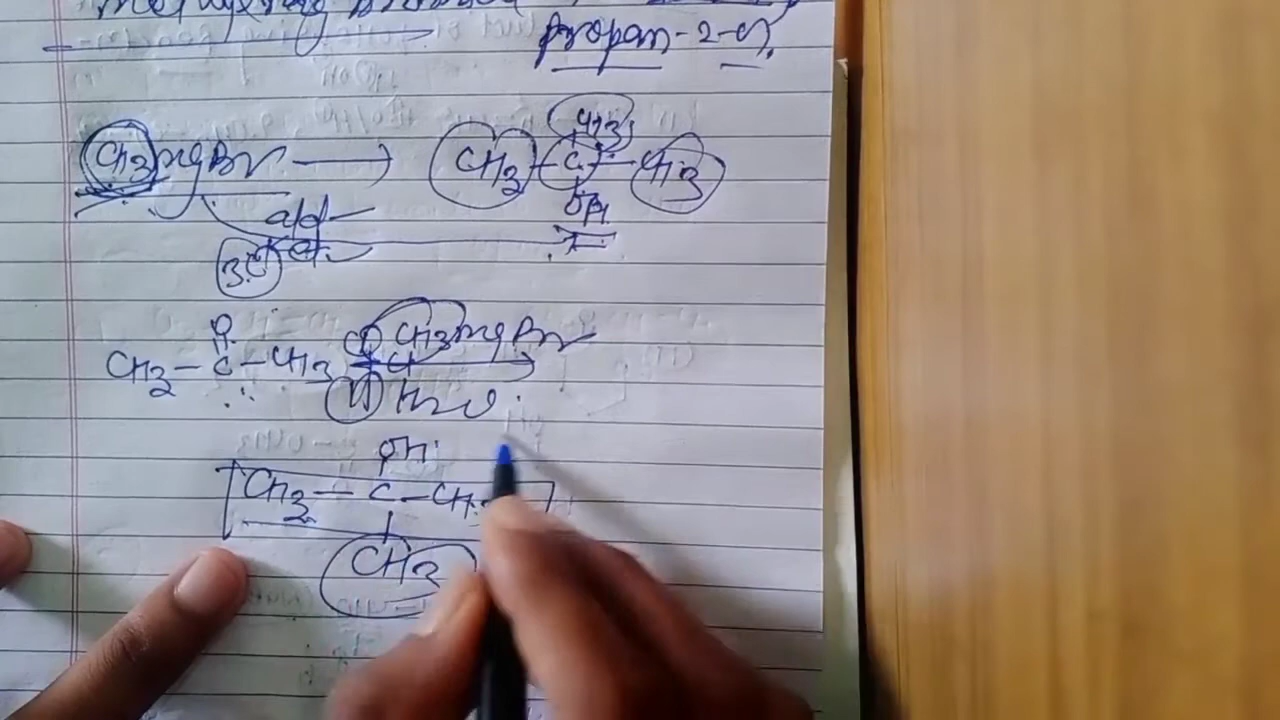 propan-2-ol
CH3MgBr → CH3 - C - CH3
CH3
OH
ald
ket
3°
O
CH3 - C - CH3 i) CH3MgBr
ii) H2O
OH
CH3 - C - CH3
CH3